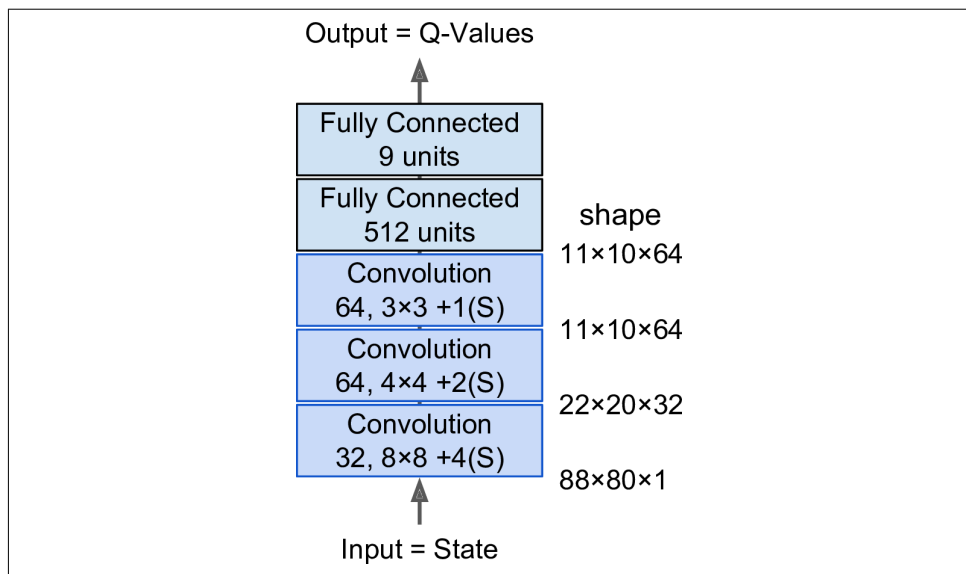 Output = Q-Values
Fully Connected
9 units
Fully Connected
512 units
shape
11×10×64
Convolution
64, 3×3 +1(S)
11×10×64
Convolution
64, 4×4 +2(S)
22×20×32
Convolution
32, 8×8 +4(S)
88×80×1
Input = State